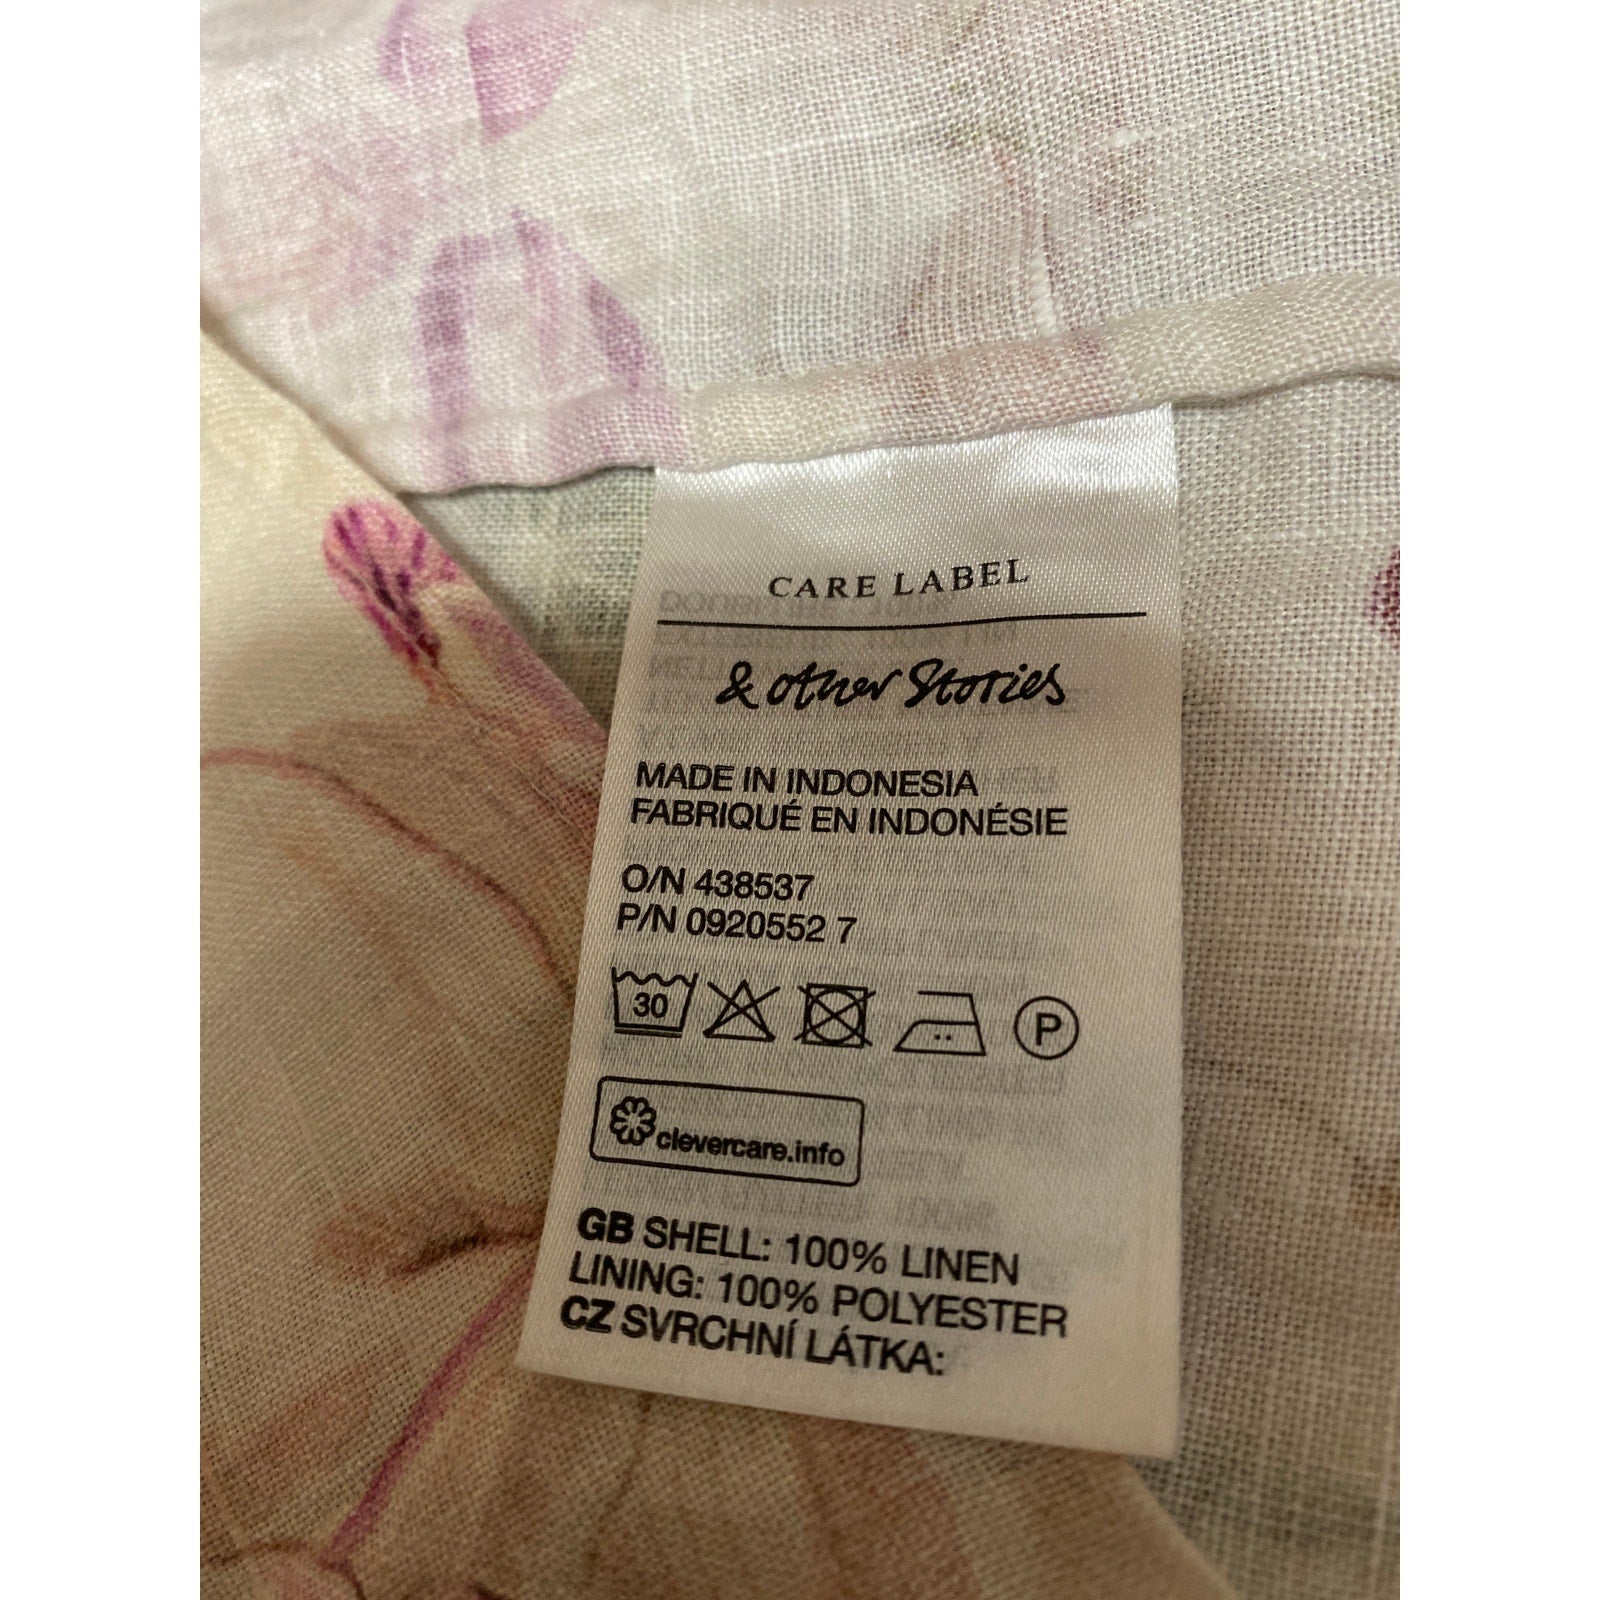 CARE LABEL
& other Stories
MADE IN INDONESIA
FABRIQUÉ EN INDONÉSIE
O/N 438537
P/N 0920552 7
30
P
clevercare.info
GB SHELL: 100% LINEN
LINING: 100% POLYESTER
CZ SVRCHNÍ LÁTKA: